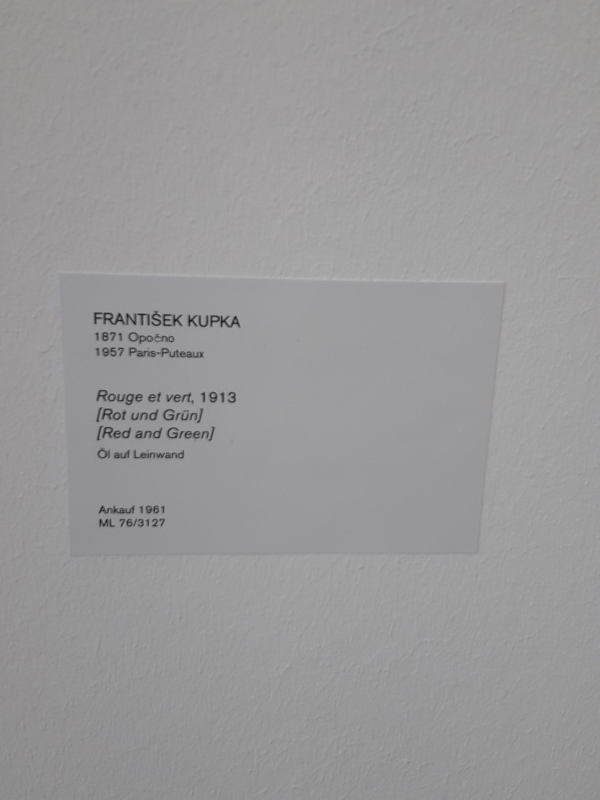 FRANTIŠEK KUPKA
1871 Opočno
1957 Paris-Puteaux
Rouge et vert, 1913
[Rot und Grün]
[Red and Green]
Öl auf Leinwand
Ankauf 1961
ML 76/3127